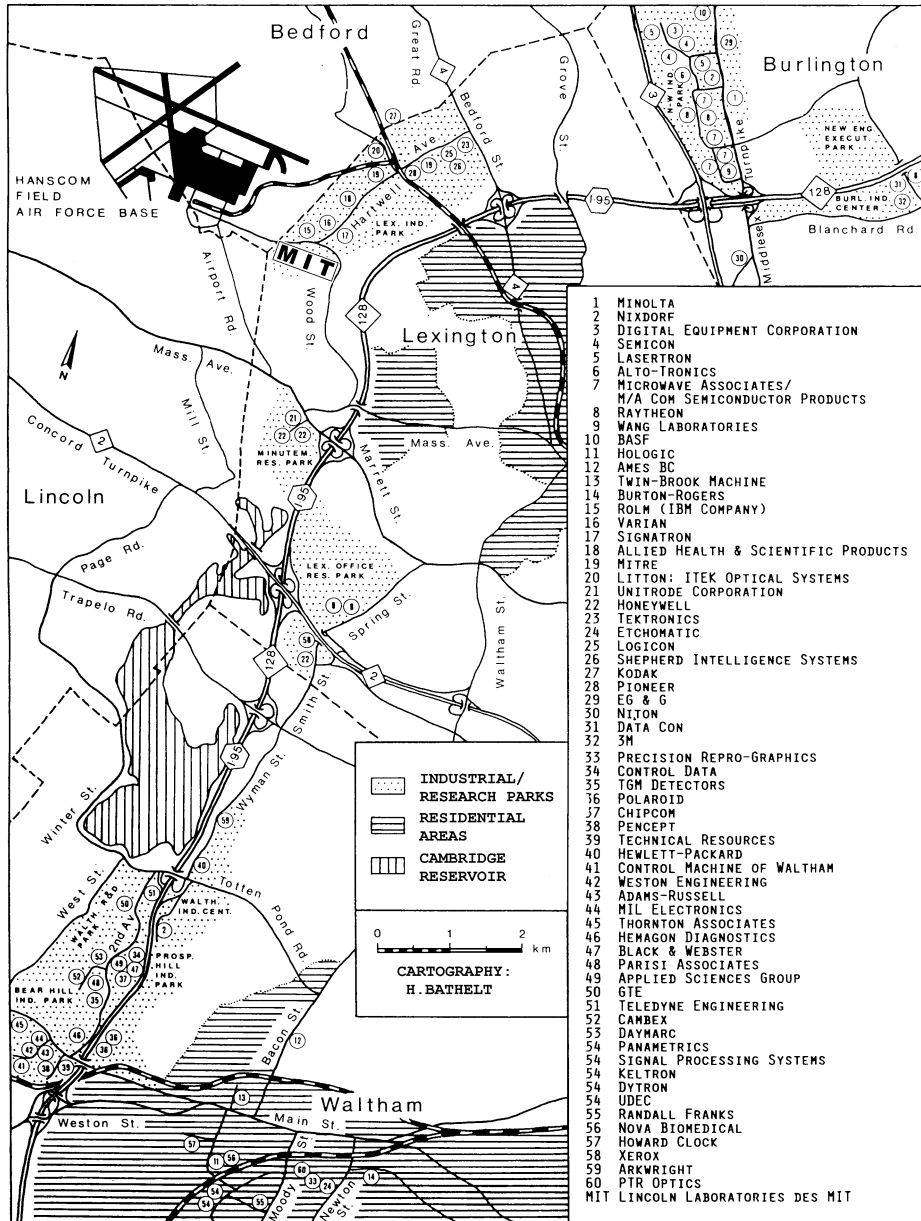 Bedford
Great Rd.
4
Bedford St.
Grove St.
3
N-W IND. PARK
Burlington
NEW ENG. EXECUT. PARK
Middlesex Turnpike
128
BURL. IND. CENTER
Blanchard Rd.
I-95
HANSCOM
FIELD
AIR FORCE BASE
Hartwell Ave
LEX. IND. PARK
MIT
Airport Rd.
Wood St.
128
4
Lexington
N
Mass. Ave.
Mill St.
Concord Turnpike
2
MINUTEM. RES. PARK
Mass. Ave.
Marrett St.
Lincoln
I-95
Page Rd.
LEX. OFFICE RES. PARK
Trapelo Rd.
Spring St.
Waltham St.
128
2
Smith St.
I-95
Wyman St.
Winter St.
West St.
Totten Pond Rd.
WALTH. R&D PARK
2nd Av.
WALTH. IND. CENT.
PROSP. HILL IND. PARK
BEAR HILL IND. PARK
Bacon St.
Waltham
Weston St.
Main St.
Moody St.
Newton St.
INDUSTRIAL/
RESEARCH PARKS
RESIDENTIAL
AREAS
CAMBRIDGE
RESERVOIR
0 1 2
km
CARTOGRAPHY:
H.BATHELT
1 MINOLTA
2 NIXDORF
3 DIGITAL EQUIPMENT CORPORATION
4 SEMICON
5 LASERTRON
6 ALTO-TRONICS
7 MICROWAVE ASSOCIATES/
M/A COM SEMICONDUCTOR PRODUCTS
8 RAYTHEON
9 WANG LABORATORIES
10 BASF
11 HOLOGIC
12 AMES BC
13 TWIN-BROOK MACHINE
14 BURTON-ROGERS
15 ROLM (IBM COMPANY)
16 VARIAN
17 SIGNATRON
18 ALLIED HEALTH & SCIENTIFIC PRODUCTS
19 MITRE
20 LITTON: ITEK OPTICAL SYSTEMS
21 UNITRODE CORPORATION
22 HONEYWELL
23 TEKTRONICS
24 ETCHOMATIC
25 LOGICON
26 SHEPHERD INTELLIGENCE SYSTEMS
27 KODAK
28 PIONEER
29 EG & G
30 NITON
31 DATA CON
32 3M
33 PRECISION REPRO-GRAPHICS
34 CONTROL DATA
35 TGM DETECTORS
36 POLAROID
37 CHIPCOM
38 PENCEPT
39 TECHNICAL RESOURCES
40 HEWLETT-PACKARD
41 CONTROL MACHINE OF WALTHAM
42 WESTON ENGINEERING
43 ADAMS-RUSSELL
44 MIL ELECTRONICS
45 THORNTON ASSOCIATES
46 HEMAGON DIAGNOSTICS
47 BLACK & WEBSTER
48 PARISI ASSOCIATES
49 APPLIED SCIENCES GROUP
50 GTE
51 TELEDYNE ENGINEERING
52 CAMBEX
53 DAYMARC
54 PANAMETRICS
54 SIGNAL PROCESSING SYSTEMS
54 KELTRON
54 DYTRON
54 UDEC
55 RANDALL FRANKS
56 NOVA BIOMEDICAL
57 HOWARD CLOCK
58 XEROX
59 ARKWRIGHT
60 PTR OPTICS
MIT LINCOLN LABORATORIES DES MIT